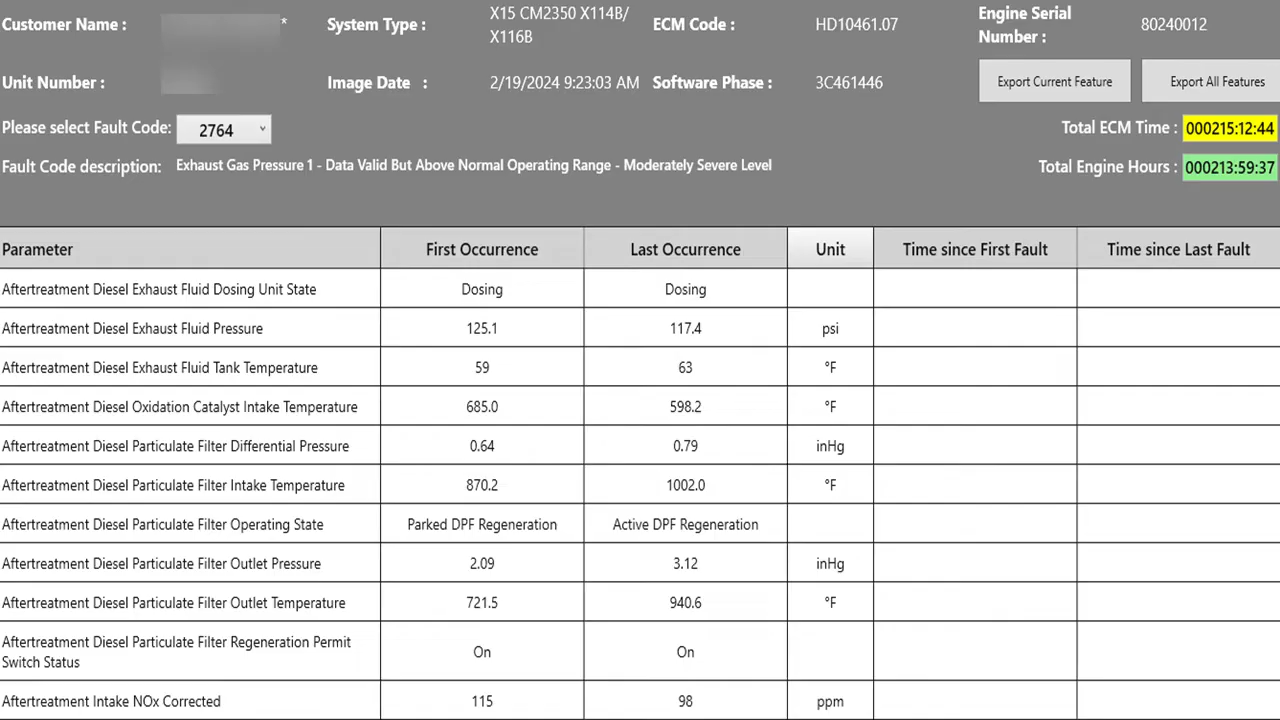 Customer Name :
*
System Type :
X15 CM2350 X114B/
X116B
ECM Code :
HD10461.07
Engine Serial
Number :
80240012
Unit Number :
Image Date :
2/19/2024 9:23:03 AM
Software Phase :
3C461446
Export Current Feature
Export All Features
Please select Fault Code:
2764
Total ECM Time :
000215:12:44
Fault Code description:
Exhaust Gas Pressure 1 - Data Valid But Above Normal Operating Range - Moderately Severe Level
Total Engine Hours :
000213:59:37
Parameter First Occurrence Last Occurrence Unit Time since First Fault Time since Last Fault
Aftertreatment Diesel Exhaust Fluid Dosing Unit State Dosing Dosing
Aftertreatment Diesel Exhaust Fluid Pressure 125.1 117.4 psi
Aftertreatment Diesel Exhaust Fluid Tank Temperature 59 63 °F
Aftertreatment Diesel Oxidation Catalyst Intake Temperature 685.0 598.2 °F
Aftertreatment Diesel Particulate Filter Differential Pressure 0.64 0.79 inHg
Aftertreatment Diesel Particulate Filter Intake Temperature 870.2 1002.0 °F
Aftertreatment Diesel Particulate Filter Operating State Parked DPF Regeneration Active DPF Regeneration
Aftertreatment Diesel Particulate Filter Outlet Pressure 2.09 3.12 inHg
Aftertreatment Diesel Particulate Filter Outlet Temperature 721.5 940.6 °F
Aftertreatment Diesel Particulate Filter Regeneration Permit
Switch Status On On
Aftertreatment Intake NOx Corrected 115 98 ppm